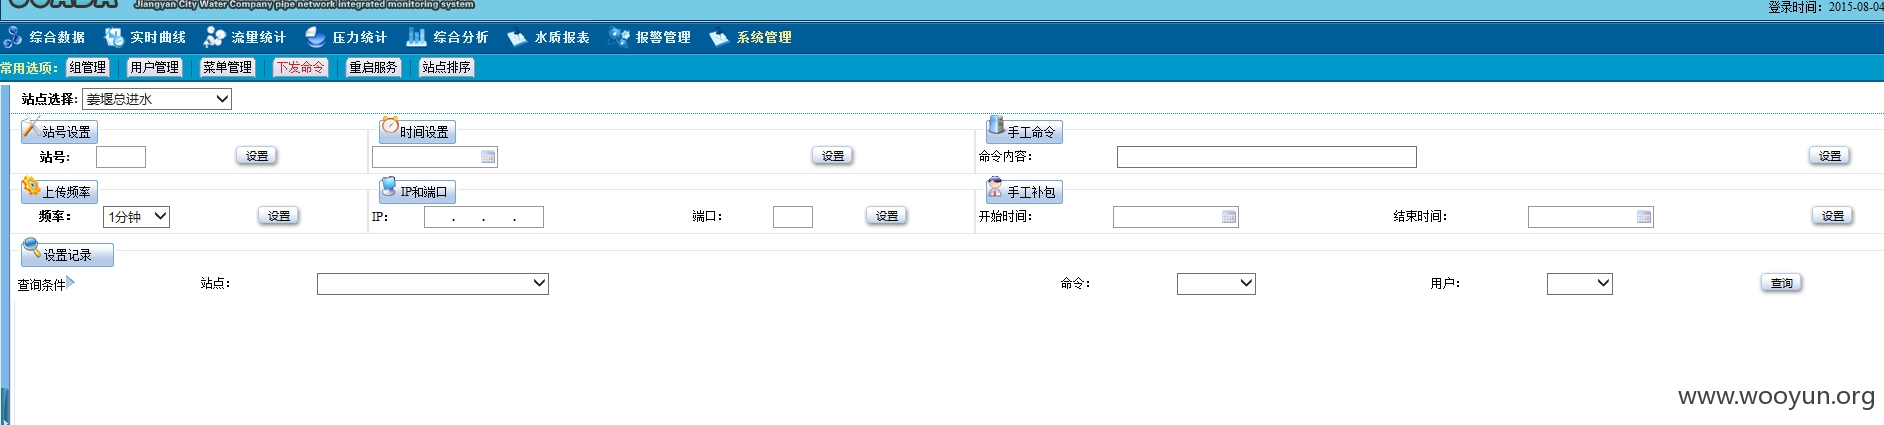 Jiangyan City Water Company pipe network integrated monitoring system
登录时间：2015-08-04
综合数据 实时曲线 流量统计 压力统计 综合分析 水质报表 报警管理 系统管理
常用选项： 组管理 用户管理 菜单管理 下发命令 重启服务 站点排序
站点选择: 姜堰总进水
站号设置 时间设置 手工命令
站号: 设置 设置 命令内容: 设置
上传频率 IP和端口 手工补包
频率： 1分钟 设置 IP: . . . 端口： 设置 开始时间： 结束时间： 设置
设置记录
查询条件 站点： 命令： 用户： 查询
www.wooyun.org